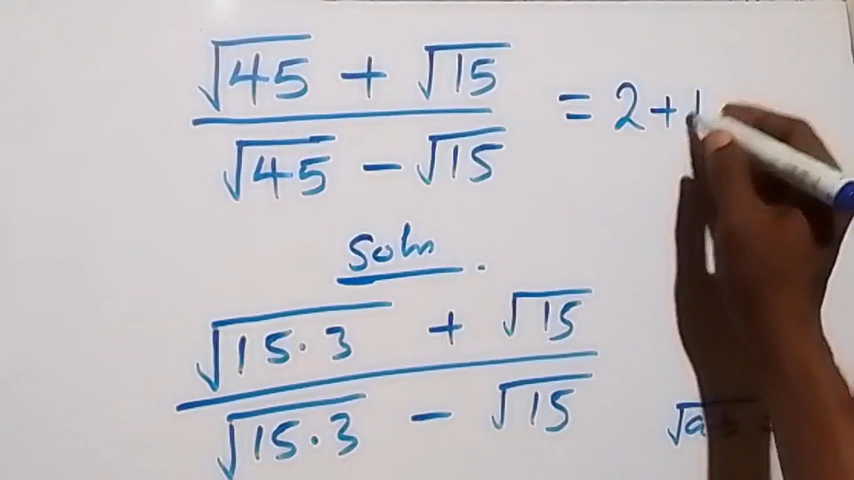 (√45 + √15)/(√45 − √15) = 2 +
Soln.
(√15·3 + √15)/(√15·3 − √15)